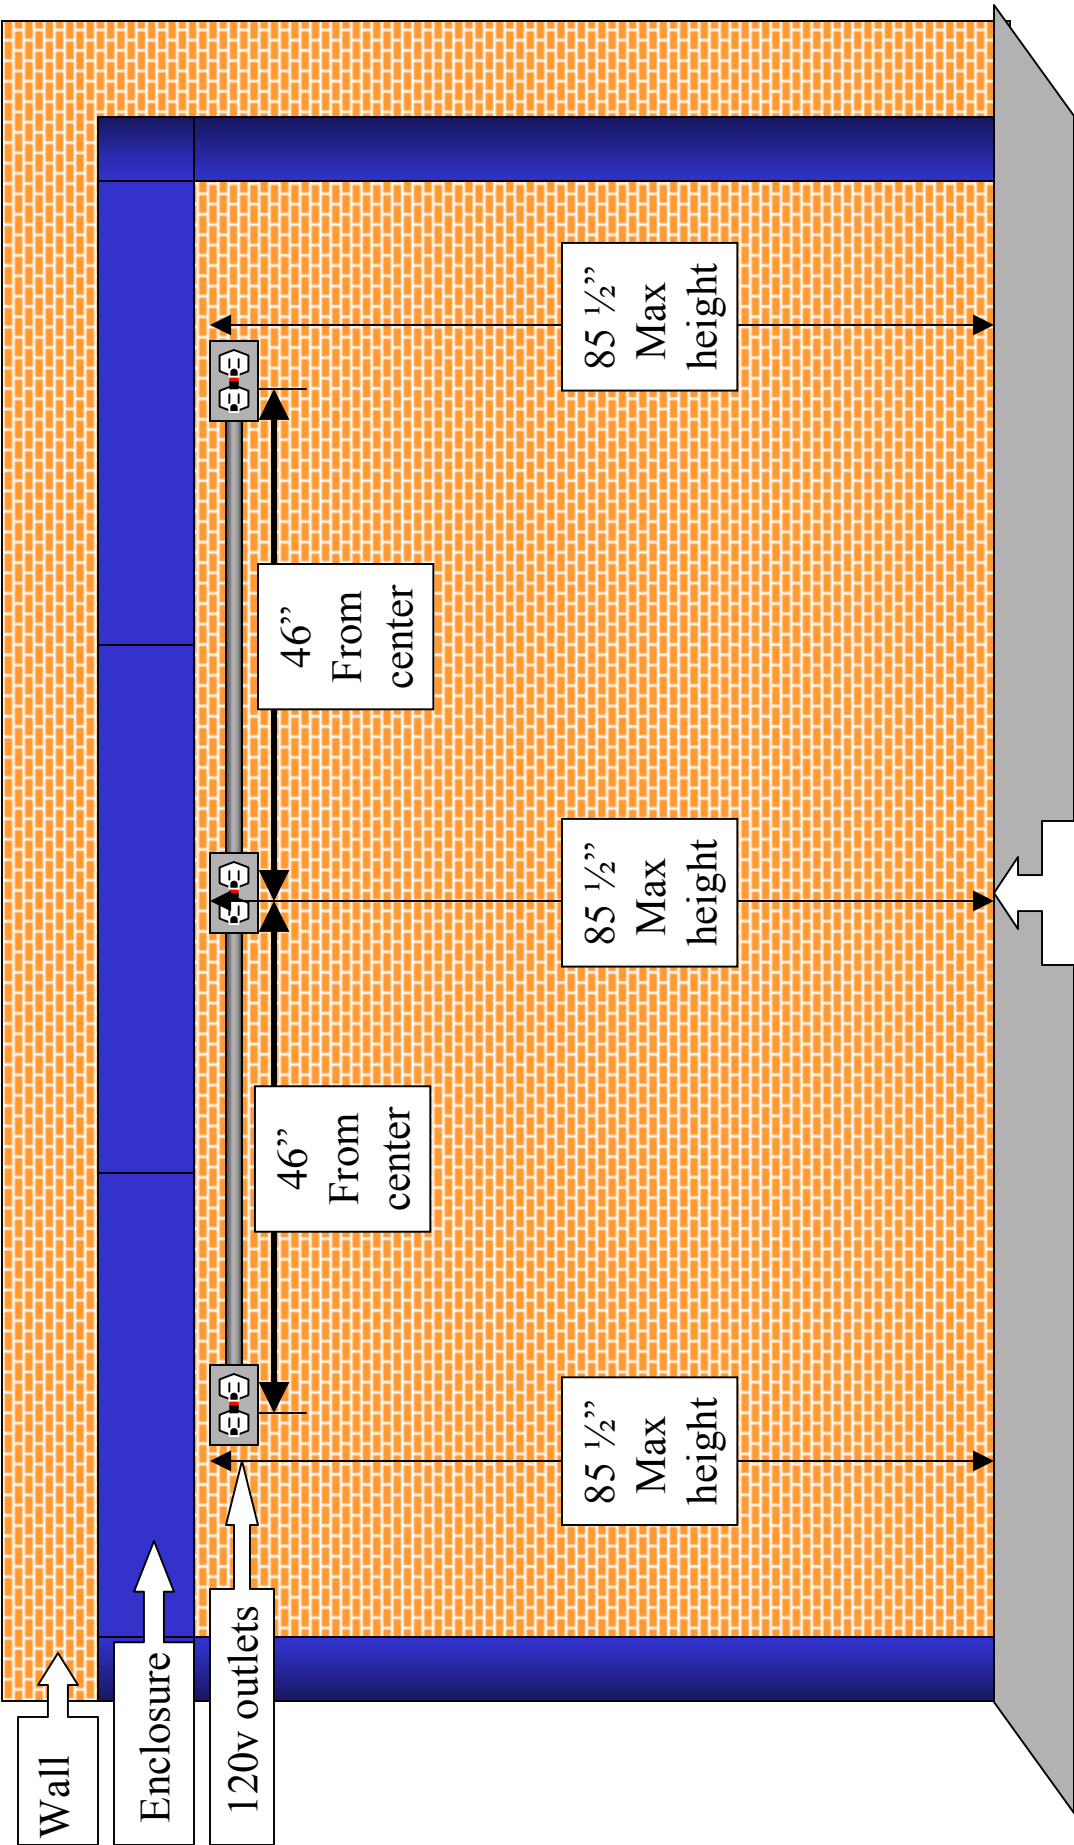 Wall
Enclosure
120v outlets
46”
From
center
46”
From
center
85 ½”
Max
height
85 ½”
Max
height
85 ½”
Max
height